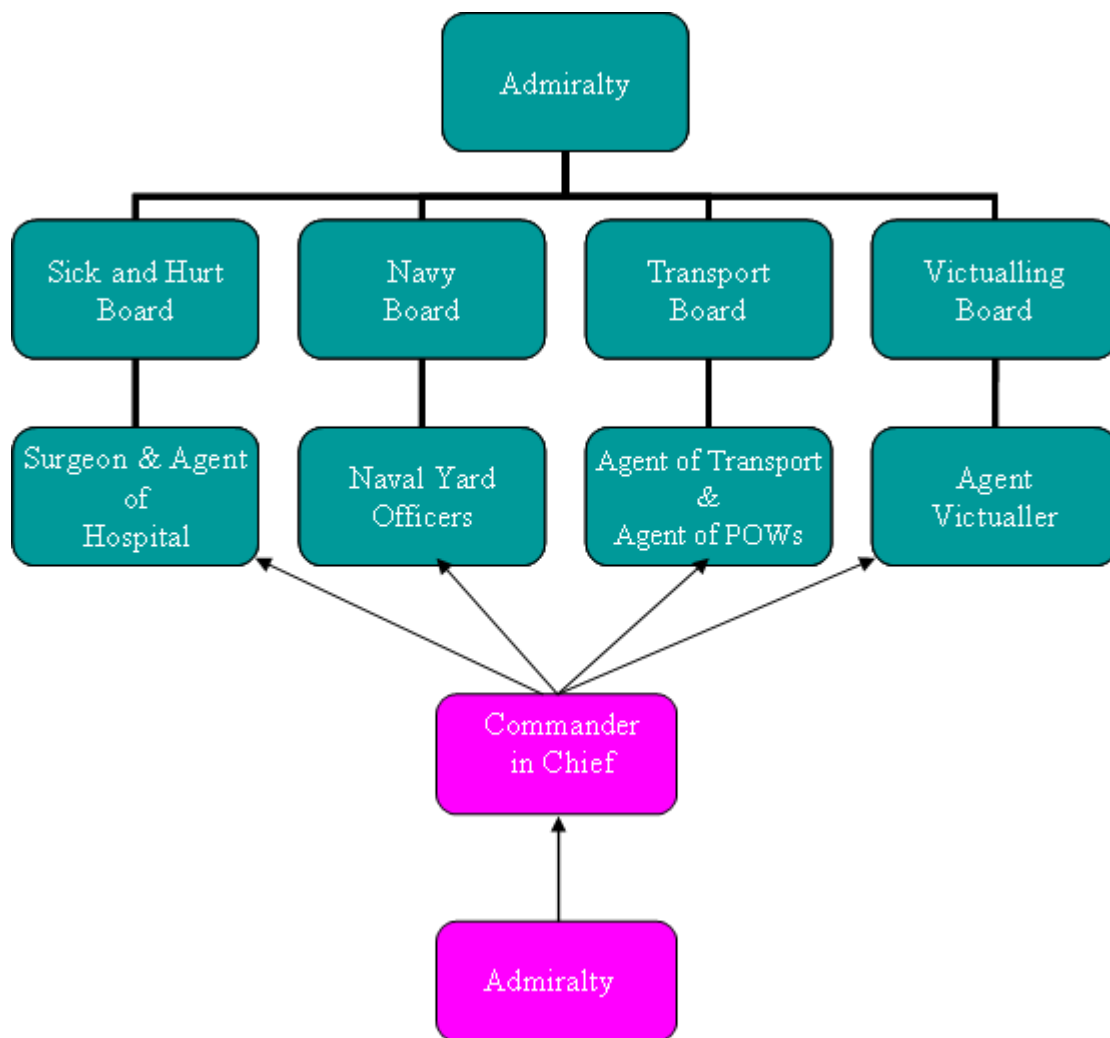 Admiralty
Sick and Hurt
Board
Navy
Board
Transport
Board
Victualling
Board
Surgeon & Agent
of
Hospital
Naval Yard
Officers
Agent of Transport
&
Agent of POWs
Agent
Victualler
Commander
in Chief
Admiralty